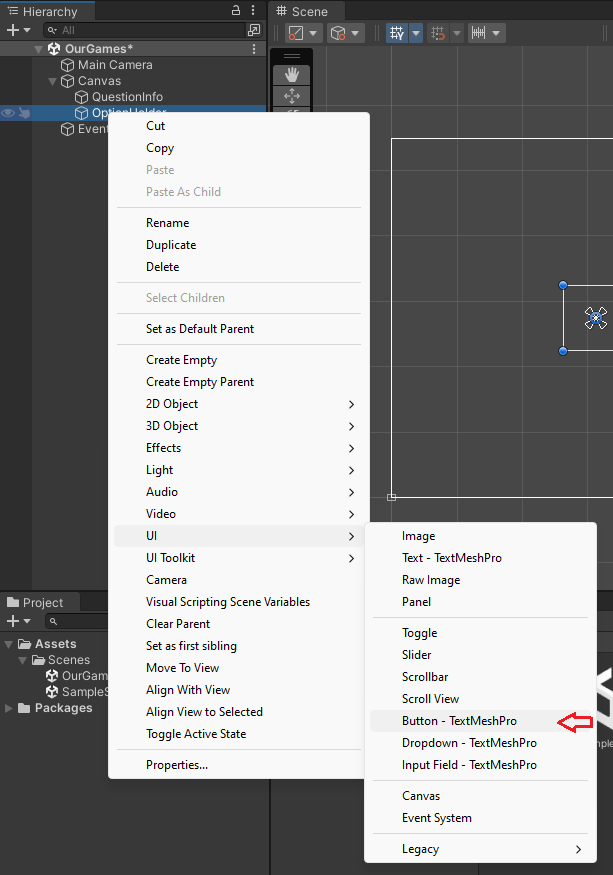 Hierarchy
Scene
All
OurGames*
Main Camera
Canvas
QuestionInfo
OptionHolder
Event
Cut
Copy
Paste
Paste As Child
Rename
Duplicate
Delete
Select Children
Set as Default Parent
Create Empty
Create Empty Parent
2D Object
3D Object
Effects
Light
Audio
Video
UI
UI Toolkit
Camera
Visual Scripting Scene Variables
Clear Parent
Set as first sibling
Move To View
Align With View
Align View to Selected
Toggle Active State
Properties...
Image
Text - TextMeshPro
Raw Image
Panel
Toggle
Slider
Scrollbar
Scroll View
Button - TextMeshPro
Dropdown - TextMeshPro
Input Field - TextMeshPro
Canvas
Event System
Legacy
Project
Assets
Scenes
OurGam
SampleS
Packages
mple